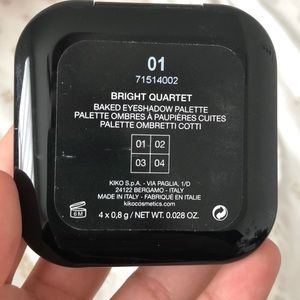 01
71514002
BRIGHT QUARTET
BAKED EYESHADOW PALETTE
PALETTE OMBRES À PAUPIÈRES CUITES
PALETTE OMBRETTI COTTI
01 02
03 04
KIKO S.p.A. - VIA PAGLIA, 1/D
24122 BERGAMO - ITALY
MADE IN ITALY - FABRIQUÉ EN ITALIE
kikocosmetics.com
6M
4 x 0,8 g / NET WT. 0.028 OZ.